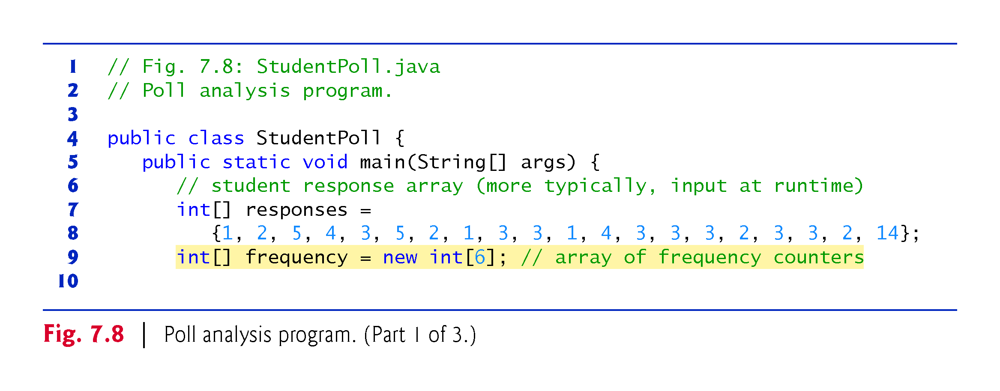 1 // Fig. 7.8: StudentPoll.java
2 // Poll analysis program.
3
4 public class StudentPoll {
5    public static void main(String[] args) {
6       // student response array (more typically, input at runtime)
7       int[] responses =
8          {1, 2, 5, 4, 3, 5, 2, 1, 3, 3, 1, 4, 3, 3, 3, 2, 3, 3, 2, 14};
9       int[] frequency = new int[6]; // array of frequency counters
10
Fig. 7.8 | Poll analysis program. (Part 1 of 3.)